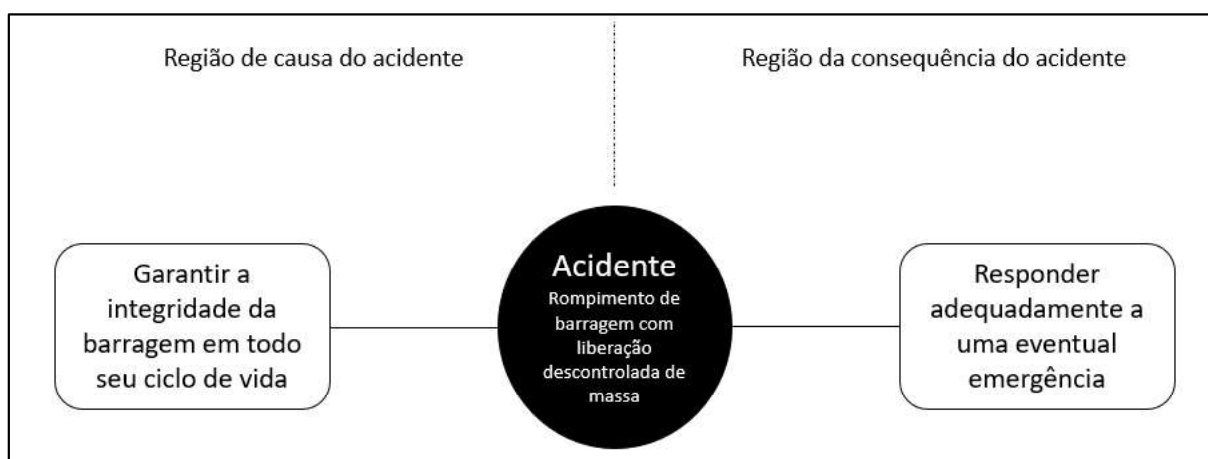 Região de causa do acidente
Região da consequência do acidente
Garantir a
integridade da
barragem em todo
seu ciclo de vida
Acidente
Rompimento de
barragem com
liberação
descontrolada de
massa
Responder
adequadamente a
uma eventual
emergência